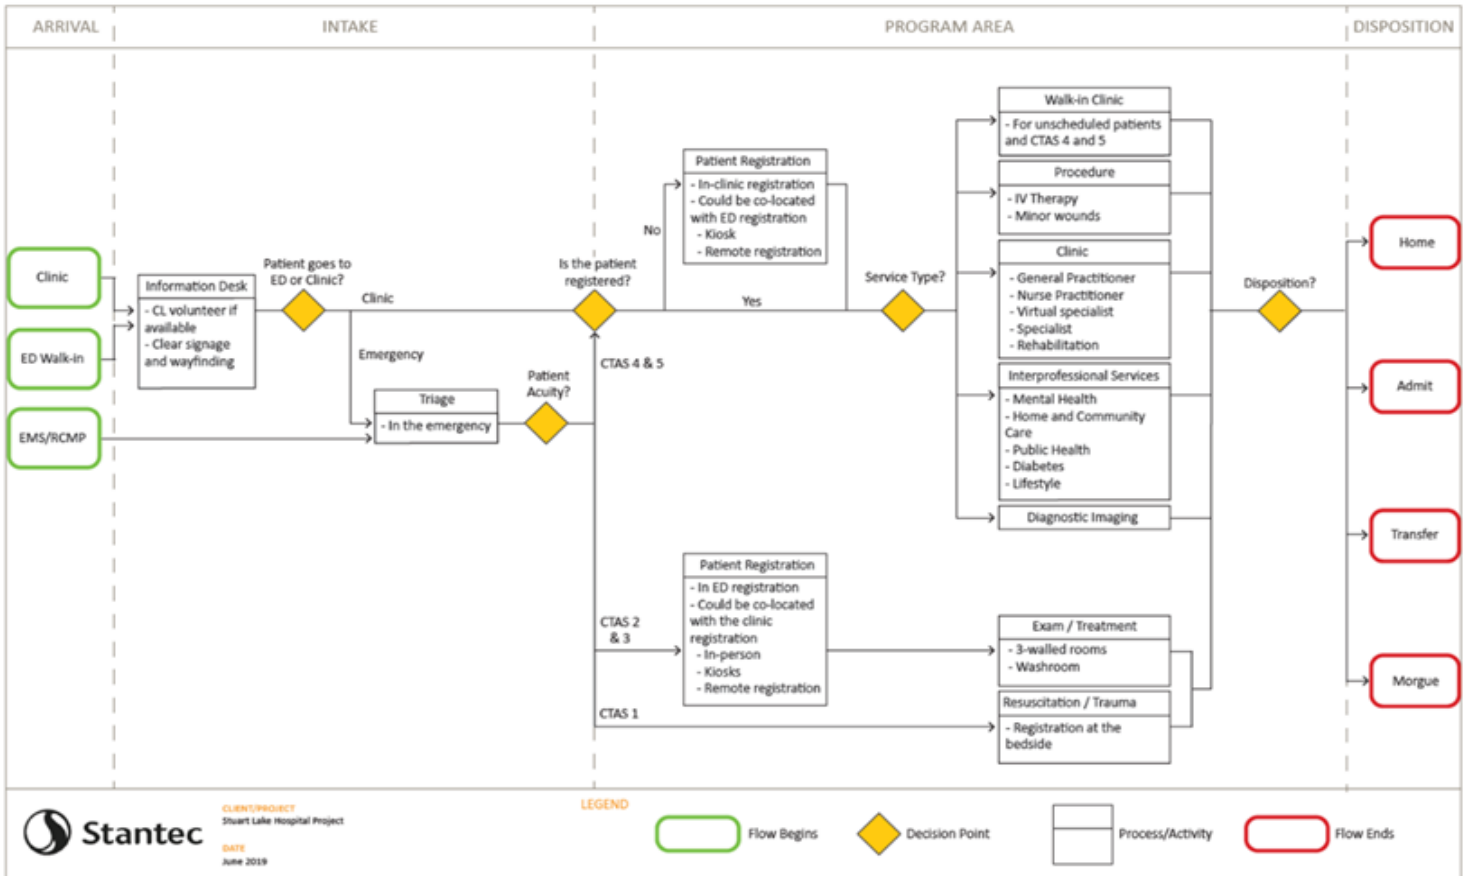 ARRIVAL
INTAKE
PROGRAM AREA
DISPOSITION
Clinic
ED Walk-in
EMS/RCMP
Information Desk
- CL volunteer if
available
- Clear signage
and wayfinding
Patient goes to
ED or Clinic?
Clinic
Emergency
Triage
- In the emergency
Patient
Acuity?
Is the patient
registered?
CTAS 4 & 5
CTAS 2
& 3
CTAS 1
No
Yes
Patient Registration
- In-clinic registration
- Could be co-located
with ED registration
- Kiosk
- Remote registration
Patient Registration
- In ED registration
- Could be co-located
with the clinic
registration
- In-person
- Kiosks
- Remote registration
Service Type?
Walk-in Clinic
- For unscheduled patients
and CTAS 4 and 5
Procedure
- IV Therapy
- Minor wounds
Clinic
- General Practitioner
- Nurse Practitioner
- Virtual specialist
- Specialist
- Rehabilitation
Interprofessional Services
- Mental Health
- Home and Community
Care
- Public Health
- Diabetes
- Lifestyle
Diagnostic Imaging
Exam / Treatment
- 3-walled rooms
- Washroom
Resuscitation / Trauma
- Registration at the
bedside
Disposition?
Home
Admit
Transfer
Morgue
Stantec
CLIENT/PROJECT
Stuart Lake Hospital Project
DATE
June 2019
LEGEND
Flow Begins
Decision Point
Process/Activity
Flow Ends